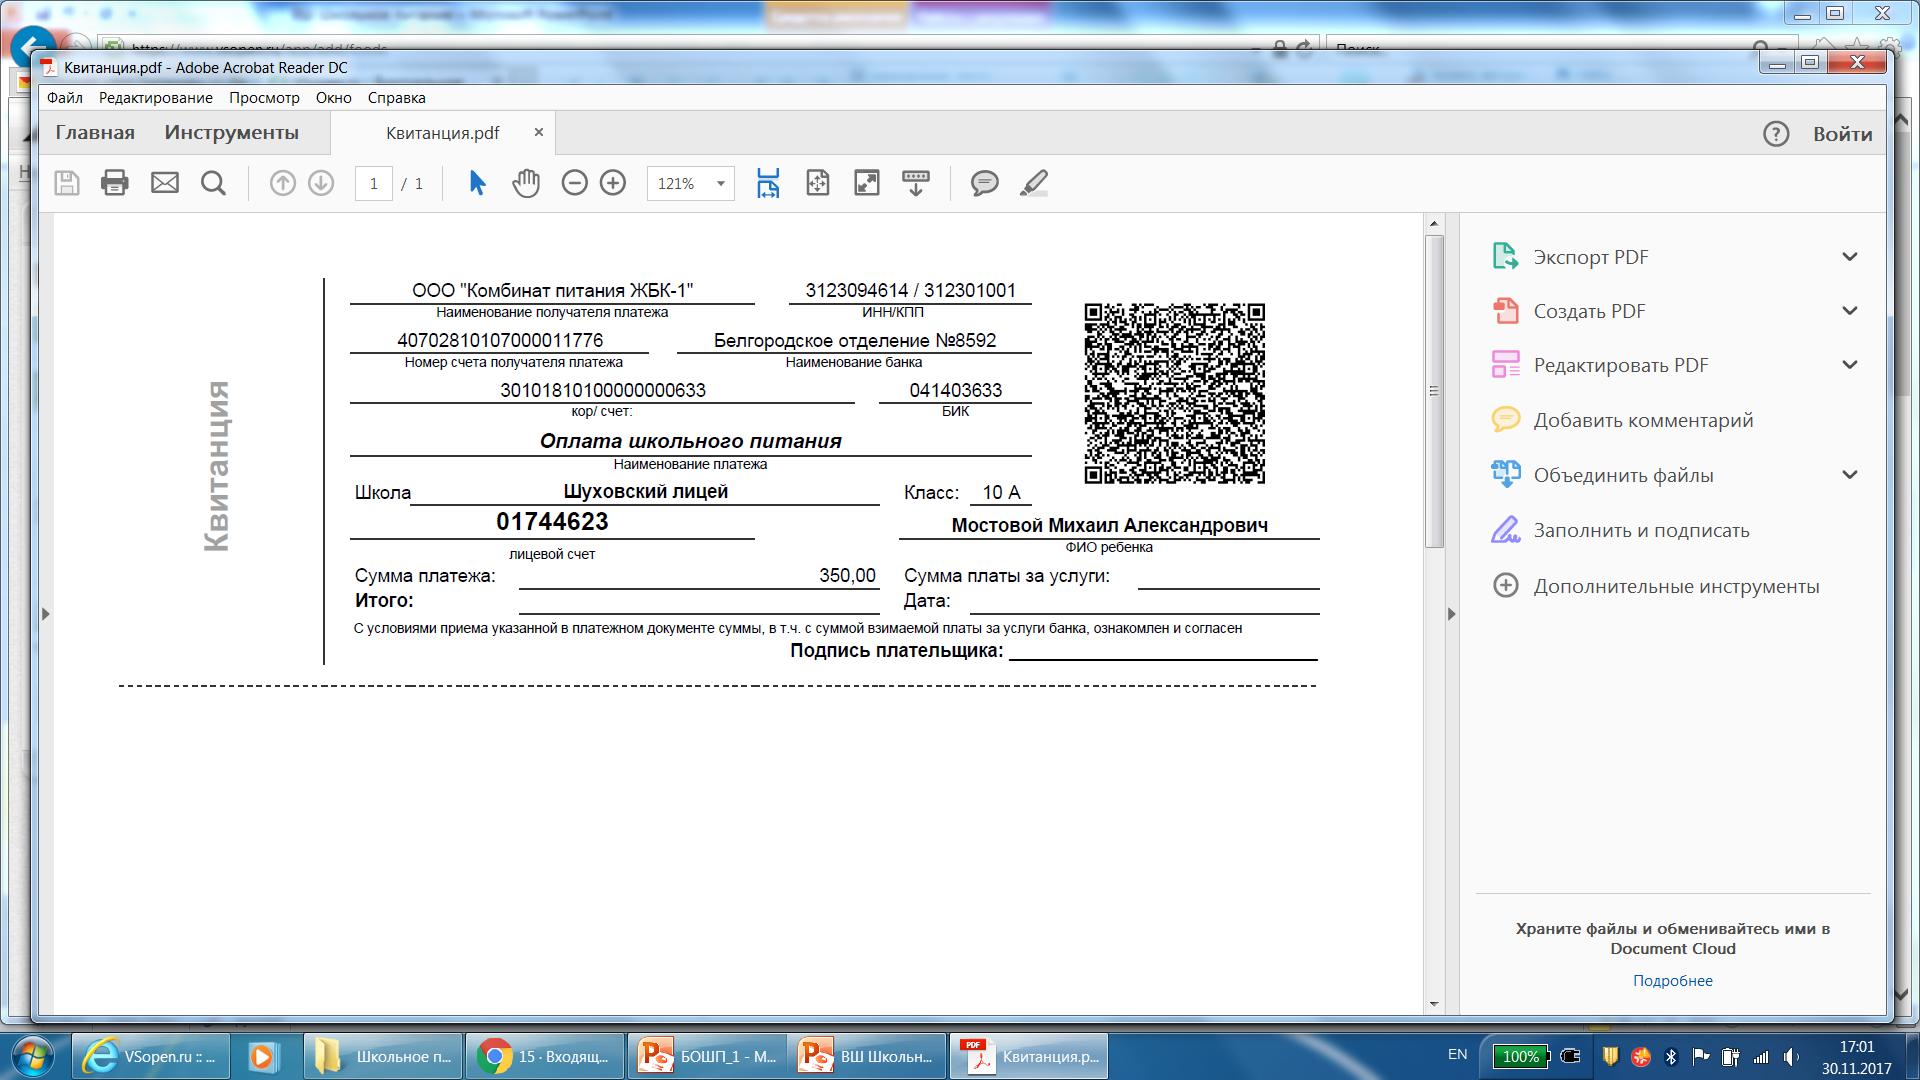 Квитанция.pdf - Adobe Acrobat Reader DC
Файл Редактирование Просмотр Окно Справка
Главная Инструменты Квитанция.pdf × Войти
1 / 1 121%
Экспорт PDF
Создать PDF
Редактировать PDF
Добавить комментарий
Объединить файлы
Заполнить и подписать
Дополнительные инструменты
Храните файлы и обменивайтесь ими в
Document Cloud
Подробнее
Квитанция
ООО "Комбинат питания ЖБК-1" 3123094614 / 312301001
Наименование получателя платежа ИНН/КПП
40702810107000011776 Белгородское отделение №8592
Номер счета получателя платежа Наименование банка
30101810100000000633 041403633
кор/ счет: БИК
Оплата школьного питания
Наименование платежа
Школа Шуховский лицей Класс: 10 А
01744623 Мостовой Михаил Александрович
лицевой счет ФИО ребенка
Сумма платежа: 350,00 Сумма платы за услуги:
Итого: Дата:
С условиями приема указанной в платежном документе суммы, в т.ч. с суммой взимаемой платы за услуги банка, ознакомлен и согласен
Подпись плательщика:
VSopen.ru :: ... Школьное п... 15 · Входящ... БОШП_1 - M... ВШ Школьн... Квитанция.p... EN 100% 17:01
30.11.2017